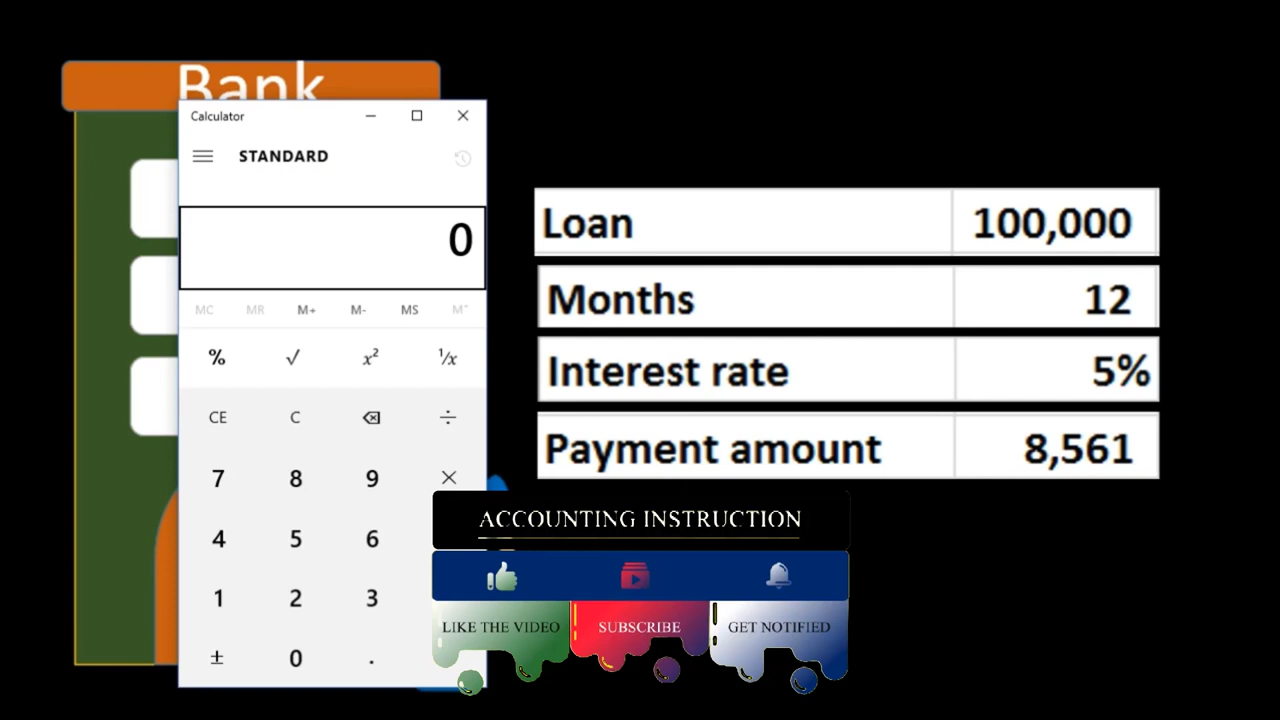 Bank
Calculator
STANDARD
0
MC MR M+ M- MS M˅
% √ x² ¹/x
CE C ÷
7 8 9 ×
4 5 6
1 2 3
± 0 .
Loan 100,000
Months 12
Interest rate 5%
Payment amount 8,561
ACCOUNTING INSTRUCTION
LIKE THE VIDEO SUBSCRIBE GET NOTIFIED